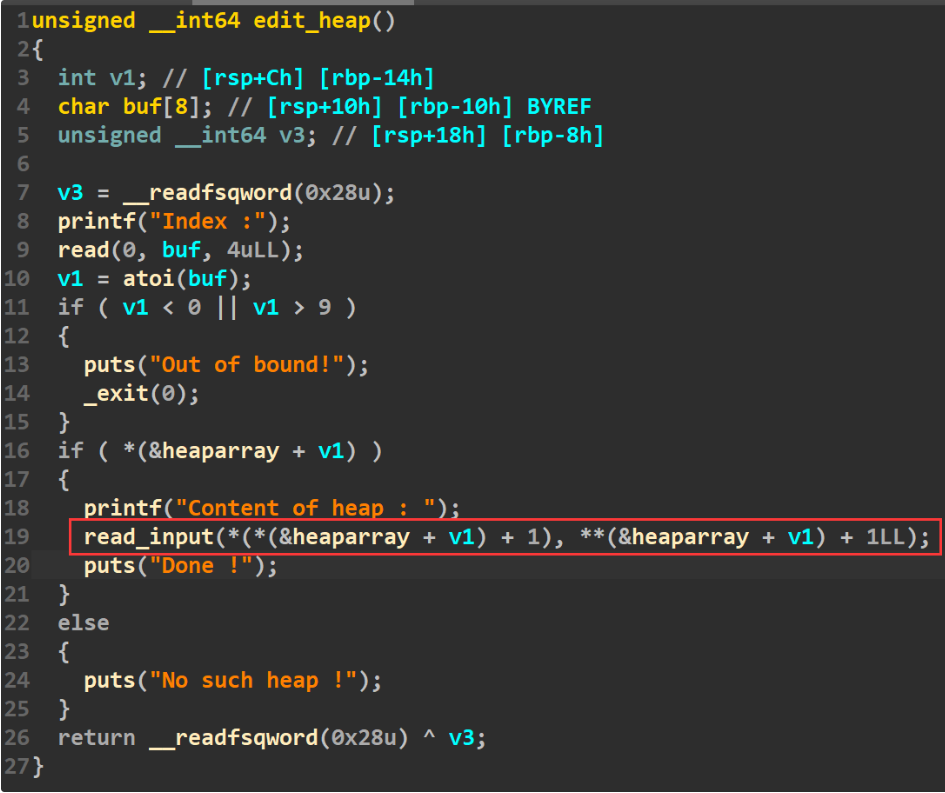 1unsigned __int64 edit_heap()
2{
3  int v1; // [rsp+Ch] [rbp-14h]
4  char buf[8]; // [rsp+10h] [rbp-10h] BYREF
5  unsigned __int64 v3; // [rsp+18h] [rbp-8h]
6
7  v3 = __readfsqword(0x28u);
8  printf("Index :");
9  read(0, buf, 4uLL);
10  v1 = atoi(buf);
11  if ( v1 < 0 || v1 > 9 )
12  {
13    puts("Out of bound!");
14    _exit(0);
15  }
16  if ( *(&heaparray + v1) )
17  {
18    printf("Content of heap : ");
19    read_input(*(*(&heaparray + v1) + 1), **(&heaparray + v1) + 1LL);
20    puts("Done !");
21  }
22  else
23  {
24    puts("No such heap !");
25  }
26  return __readfsqword(0x28u) ^ v3;
27}